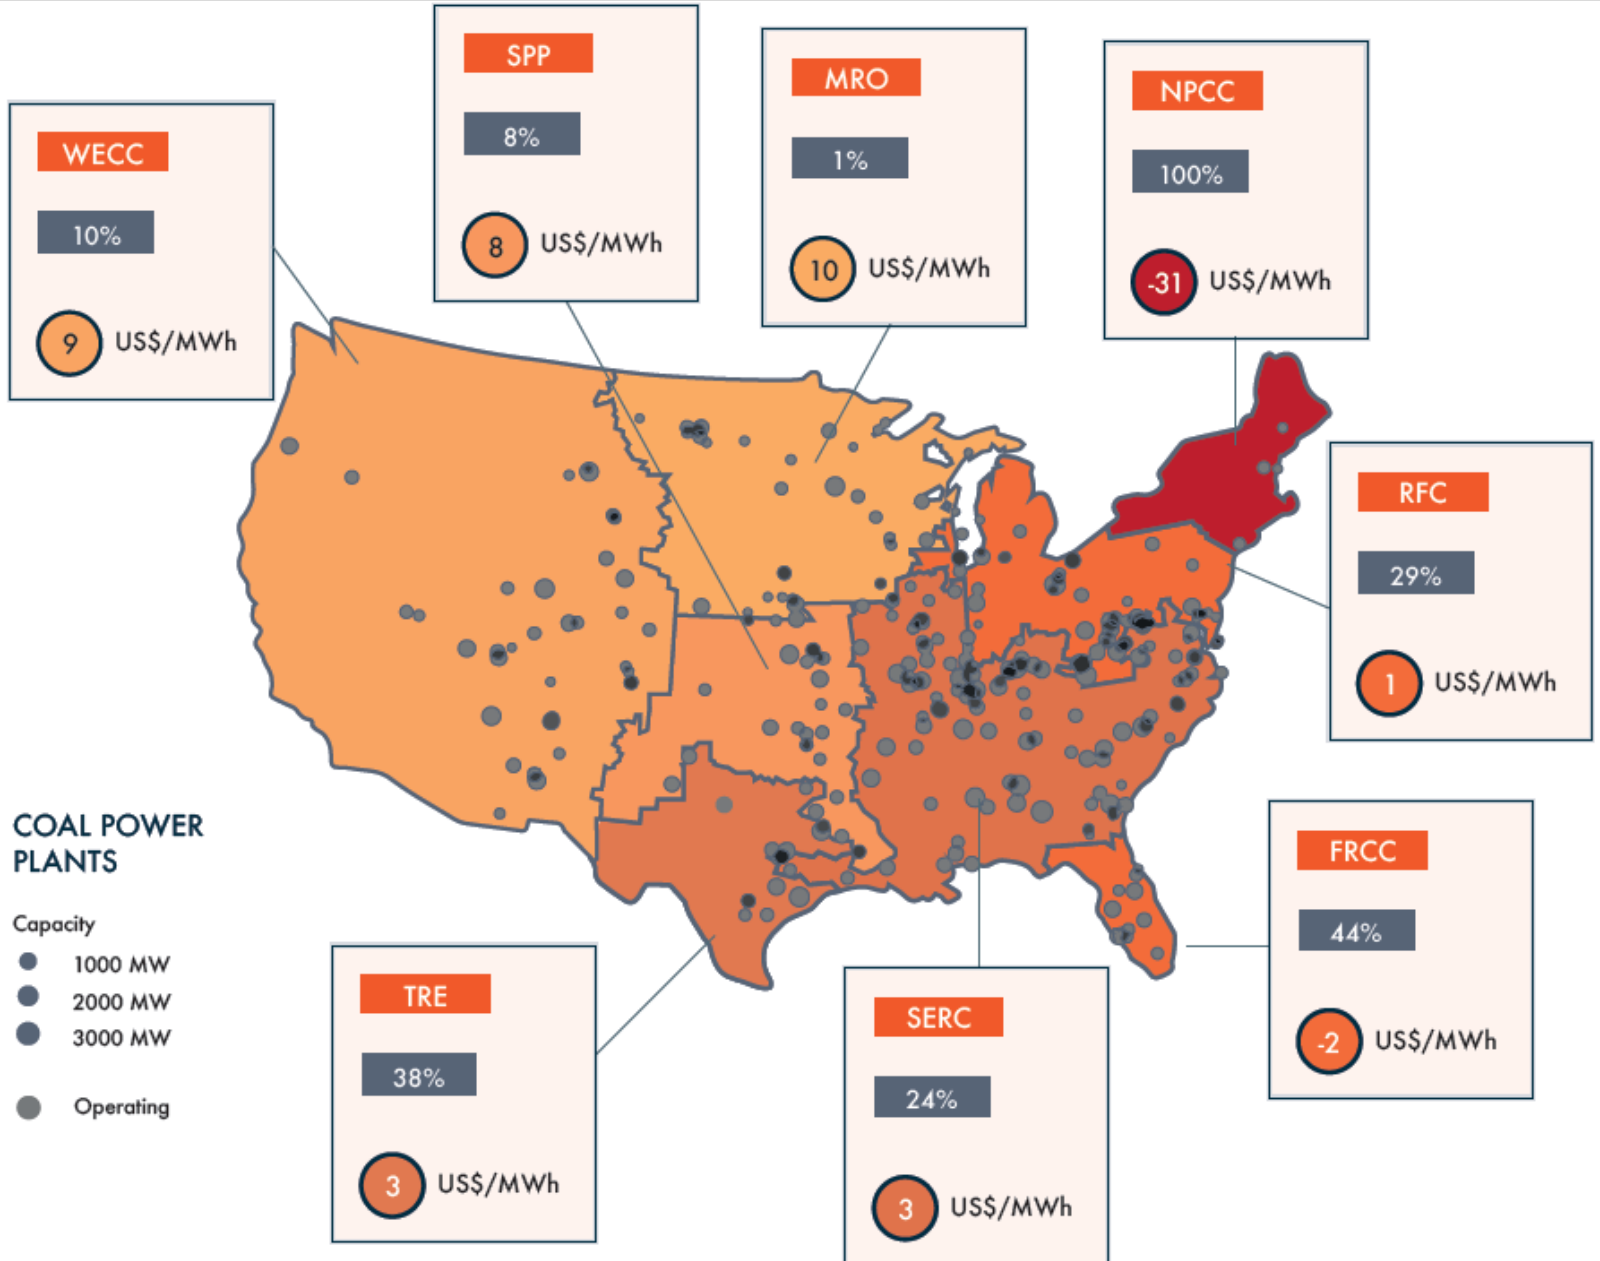 SPP
8%
8 US$/MWh
MRO
1%
10 US$/MWh
NPCC
100%
-31 US$/MWh
WECC
10%
9 US$/MWh
RFC
29%
1 US$/MWh
COAL POWER
PLANTS
Capacity
1000 MW
2000 MW
3000 MW
Operating
FRCC
44%
-2 US$/MWh
TRE
38%
3 US$/MWh
SERC
24%
3 US$/MWh